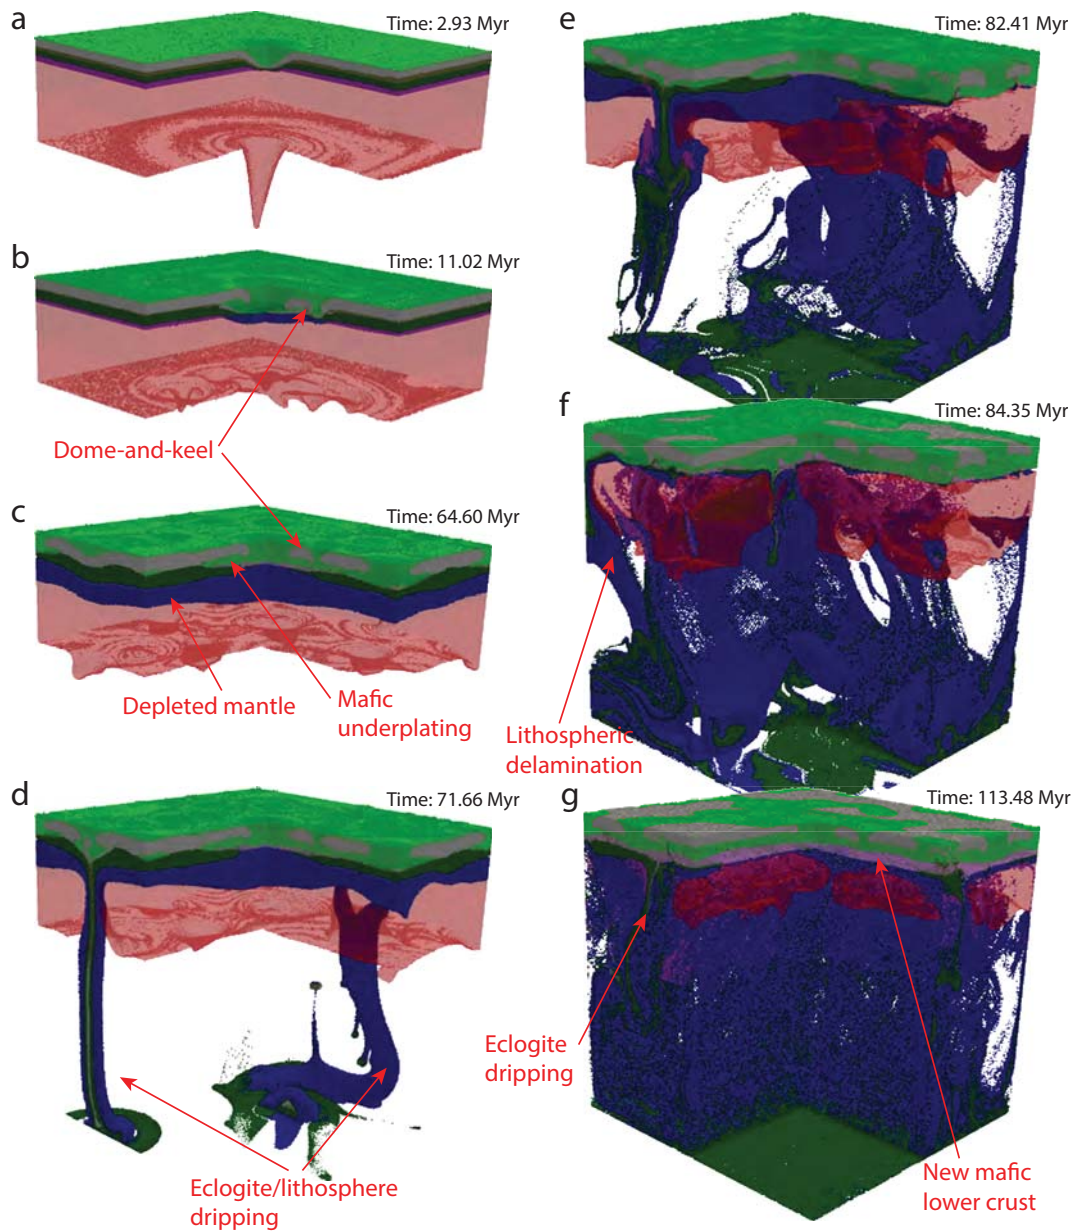 a
Time: 2.93 Myr
b
Time: 11.02 Myr
Dome-and-keel
c
Time: 64.60 Myr
Depleted mantle
Mafic
underplating
d
Time: 71.66 Myr
Eclogite/lithosphere
dripping
e
Time: 82.41 Myr
f
Time: 84.35 Myr
Lithospheric
delamination
g
Time: 113.48 Myr
Eclogite
dripping
New mafic
lower crust